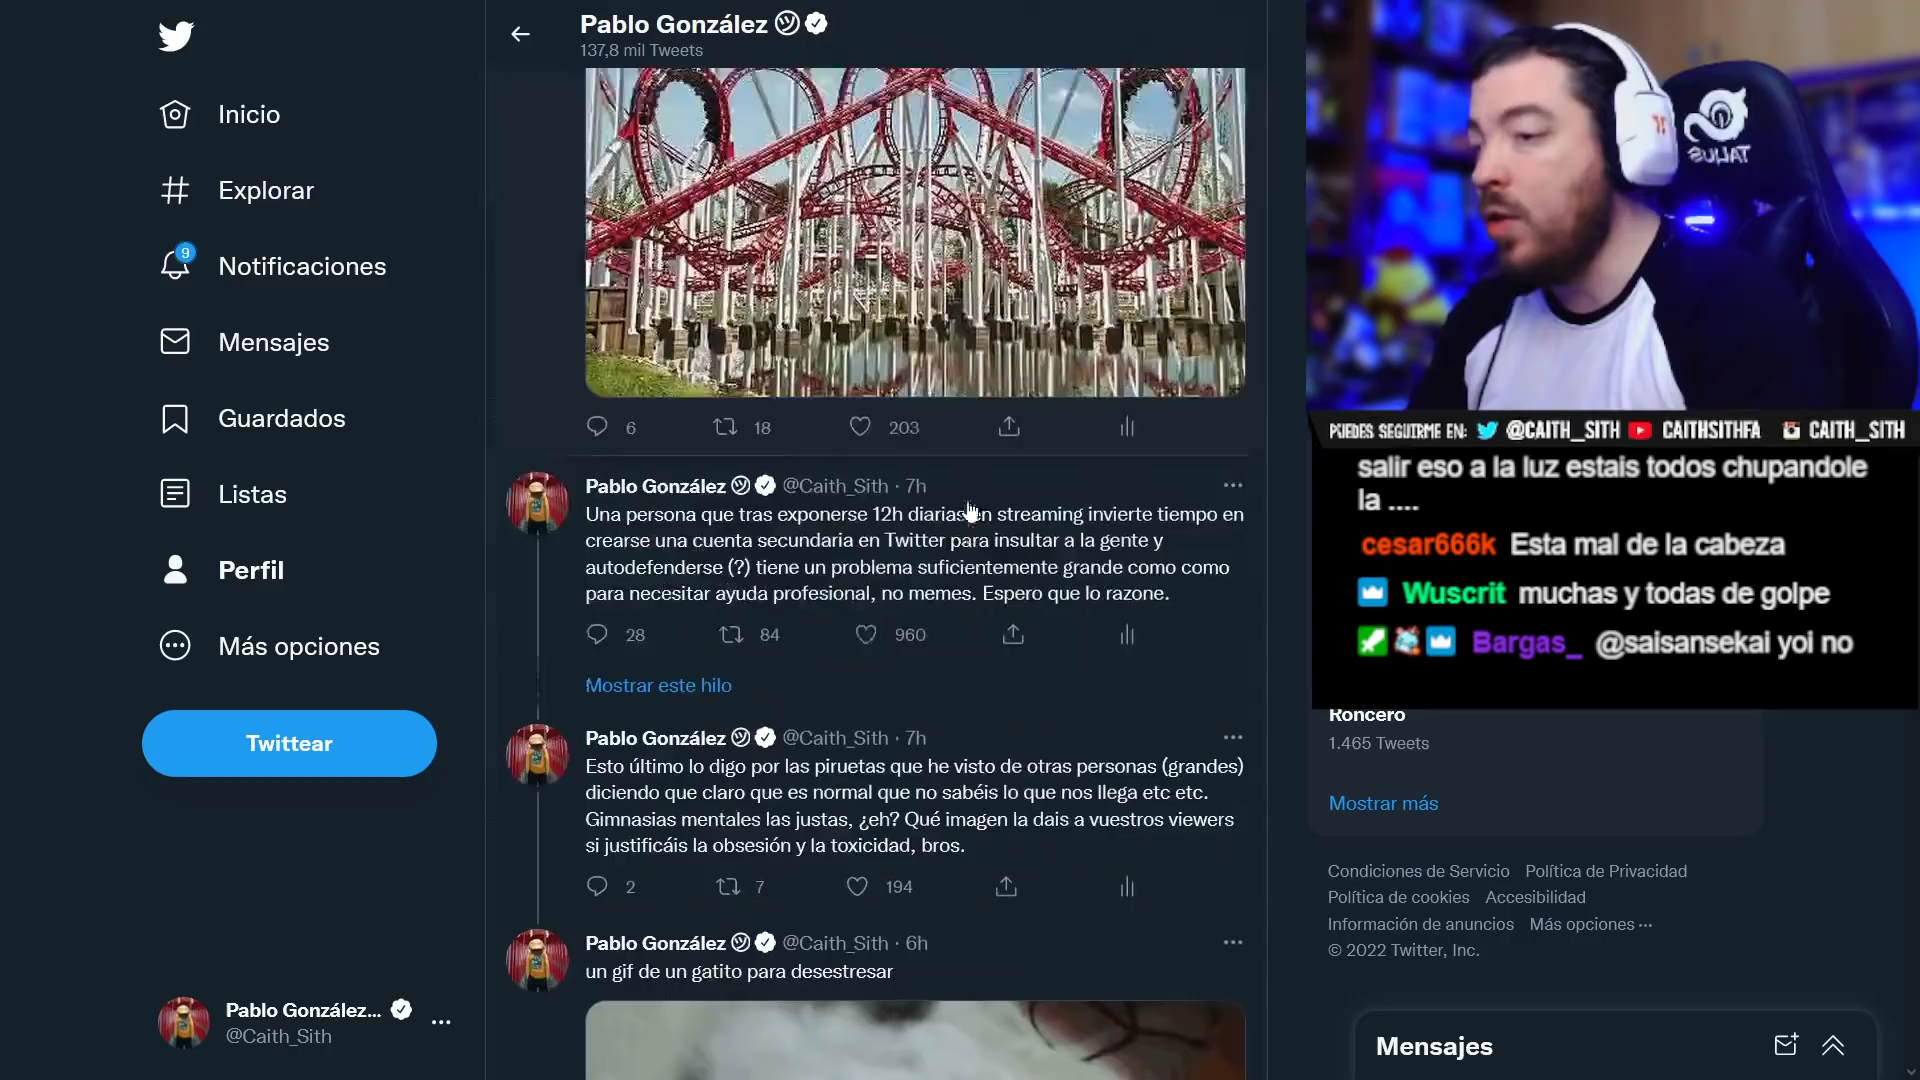 Pablo González
137,8 mil Tweets
Inicio
Explorar
9
Notificaciones
Mensajes
Guardados
Listas
Perfil
Más opciones
Twittear
Pablo González...
@Caith_Sith
6 18 203
Pablo González @Caith_Sith · 7h
Una persona que tras exponerse 12h diarias en streaming invierte tiempo en
crearse una cuenta secundaria en Twitter para insultar a la gente y
autodefenderse (?) tiene un problema suficientemente grande como como
para necesitar ayuda profesional, no memes. Espero que lo razone.
28 84 960
Mostrar este hilo
Pablo González @Caith_Sith · 7h
Esto último lo digo por las piruetas que he visto de otras personas (grandes)
diciendo que claro que es normal que no sabéis lo que nos llega etc etc.
Gimnasias mentales las justas, ¿eh? Qué imagen la dais a vuestros viewers
si justificáis la obsesión y la toxicidad, bros.
2 7 194
Pablo González @Caith_Sith · 6h
un gif de un gatito para desestresar
PUEDES SEGUIRME EN: @CAITH_SITH CAITHSITHFA CAITH_SITH
salir eso a la luz estais todos chupandole
la ....
cesar666k Esta mal de la cabeza
Wuscrit muchas y todas de golpe
Bargas_ @salsansekai yoi no
Roncero
1.465 Tweets
Mostrar más
Condiciones de Servicio Política de Privacidad
Política de cookies Accesibilidad
Información de anuncios Más opciones ···
© 2022 Twitter, Inc.
Mensajes